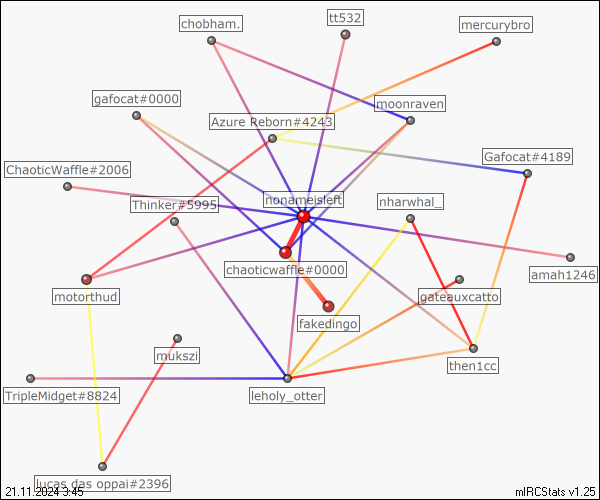 chobham.
tt532
mercurybro
gafocat#0000
moonraven
Azure Reborn#4243
ChaoticWaffle#2006
Gafocat#4189
Thinker#5995
nonameisleft
nharwhal_
chaoticwaffle#0000
amah1246
motorthud
gateauxcatto
fakedingo
mukszi
then1cc
TripleMidget#8824
leholy_otter
lucas das oppai#2396
21.11.2024 3:45
mIRCStats v1.25